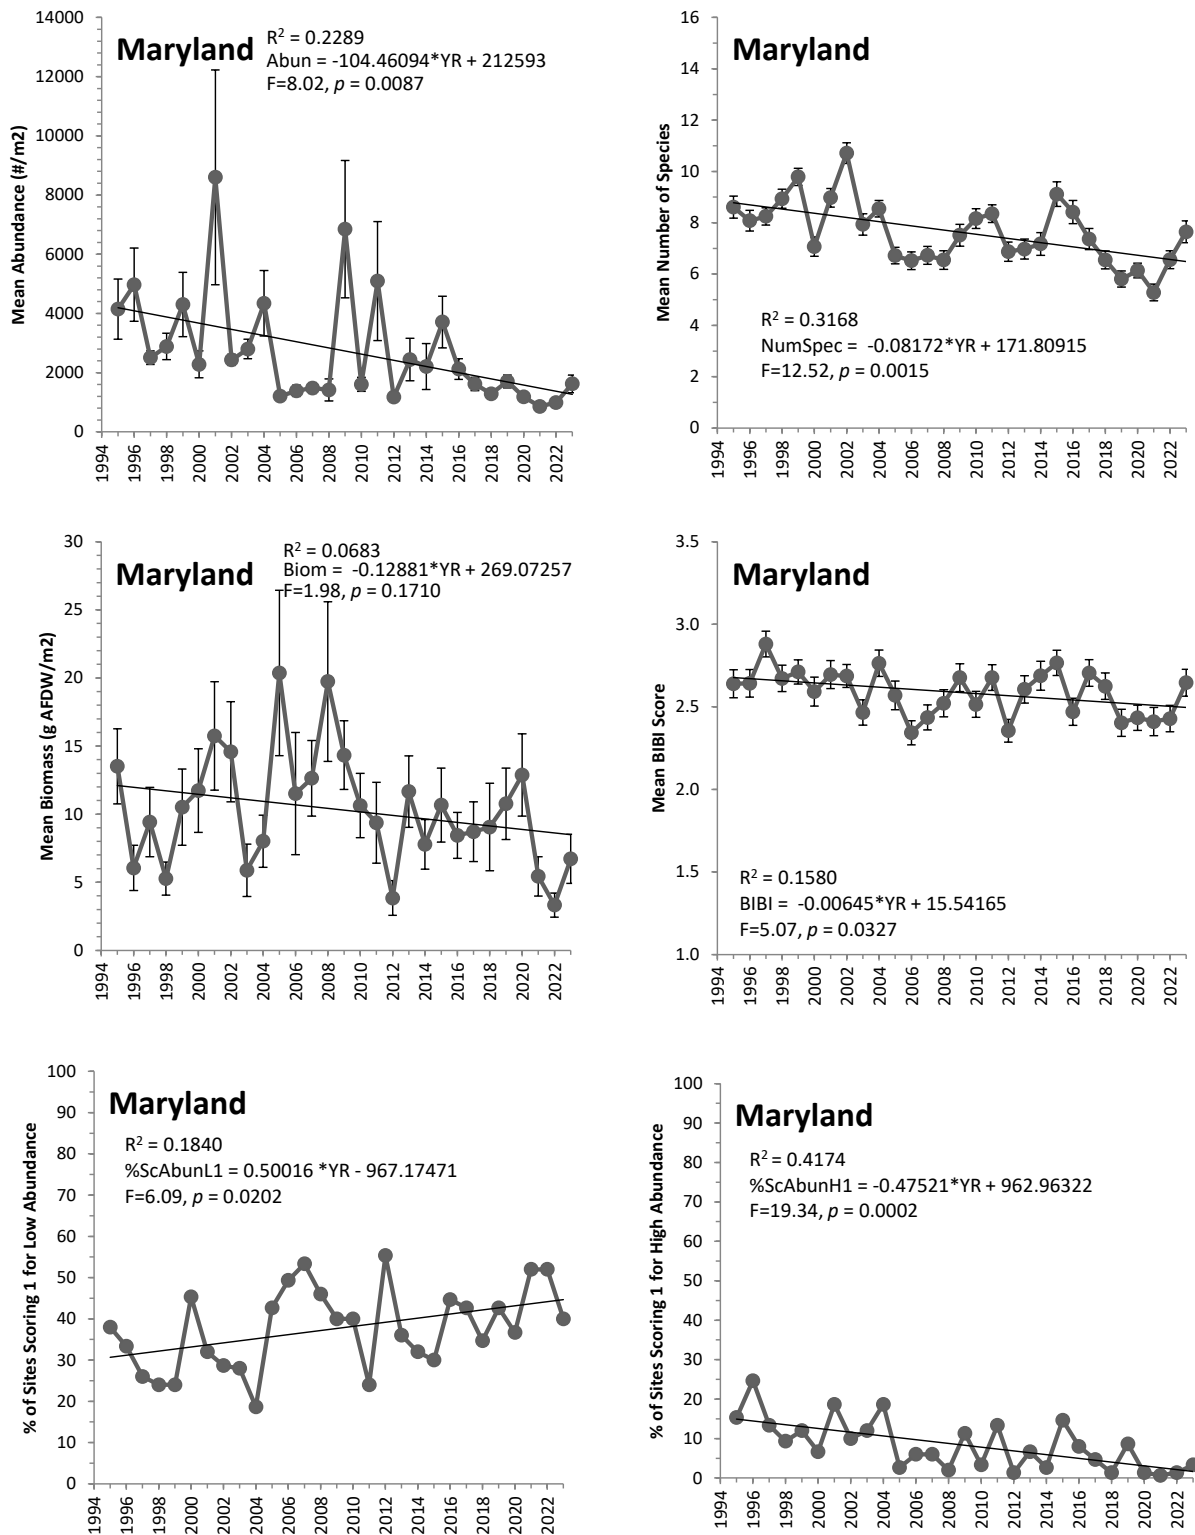 Maryland
R² = 0.2289
Abun = -104.46094*YR + 212593
F=8.02, p = 0.0087
Mean Abundance (#/m2)
14000
12000
10000
8000
6000
4000
2000
0
1994 1996 1998 2000 2002 2004 2006 2008 2010 2012 2014 2016 2018 2020 2022
Maryland
Mean Number of Species
16
14
12
10
8
6
4
2
0
R² = 0.3168
NumSpec = -0.08172*YR + 171.80915
F=12.52, p = 0.0015
1994 1996 1998 2000 2002 2004 2006 2008 2010 2012 2014 2016 2018 2020 2022
Maryland
R² = 0.0683
Biom = -0.12881*YR + 269.07257
F=1.98, p = 0.1710
Mean Biomass (g AFDW/m2)
30
25
20
15
10
5
0
1994 1996 1998 2000 2002 2004 2006 2008 2010 2012 2014 2016 2018 2020 2022
Maryland
Mean BIBI Score
3.5
3.0
2.5
2.0
1.5
1.0
R² = 0.1580
BIBI = -0.00645*YR + 15.54165
F=5.07, p = 0.0327
1994 1996 1998 2000 2002 2004 2006 2008 2010 2012 2014 2016 2018 2020 2022
Maryland
R² = 0.1840
%ScAbunL1 = 0.50016 *YR - 967.17471
F=6.09, p = 0.0202
% of Sites Scoring 1 for Low Abundance
100
90
80
70
60
50
40
30
20
10
0
1994 1996 1998 2000 2002 2004 2006 2008 2010 2012 2014 2016 2018 2020 2022
Maryland
R² = 0.4174
%ScAbunH1 = -0.47521*YR + 962.96322
F=19.34, p = 0.0002
% of Sites Scoring 1 for High Abundance
100
90
80
70
60
50
40
30
20
10
0
1994 1996 1998 2000 2002 2004 2006 2008 2010 2012 2014 2016 2018 2020 2022